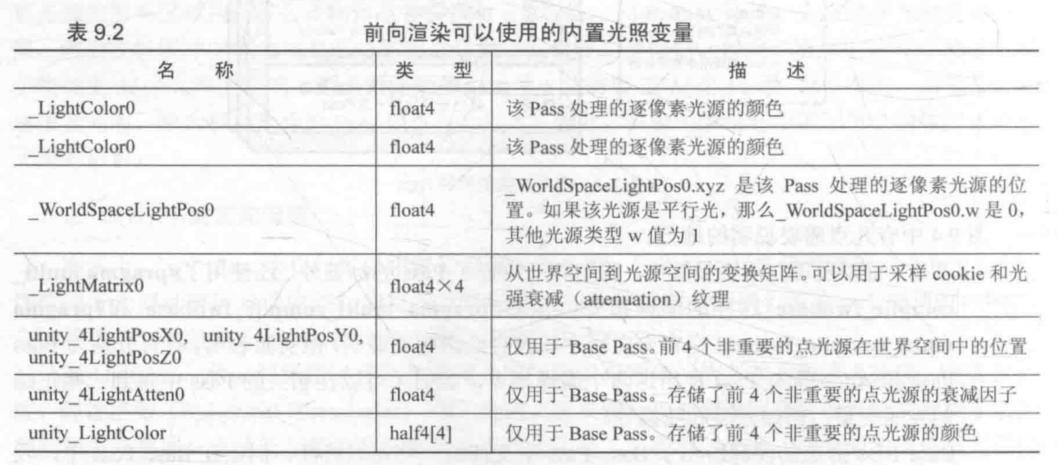 表 9.2 前向渲染可以使用的内置光照变量
名 称 类 型 描 述
_LightColor0 float4 该 Pass 处理的逐像素光源的颜色
_LightColor0 float4 该 Pass 处理的逐像素光源的颜色
_WorldSpaceLightPos0 float4 _WorldSpaceLightPos0.xyz 是该 Pass 处理的逐像素光源的位
置。如果该光源是平行光，那么_WorldSpaceLightPos0.w 是 0，
其他光源类型 w 值为 1
_LightMatrix0 float4×4 从世界空间到光源空间的变换矩阵。可以用于采样 cookie 和光
强衰减（attenuation）纹理
unity_4LightPosX0, unity_4LightPosY0,
unity_4LightPosZ0 float4 仅用于 Base Pass。前 4 个非重要的点光源在世界空间中的位置
unity_4LightAtten0 float4 仅用于 Base Pass。存储了前 4 个非重要的点光源的衰减因子
unity_LightColor half4[4] 仅用于 Base Pass。存储了前 4 个非重要的点光源的颜色